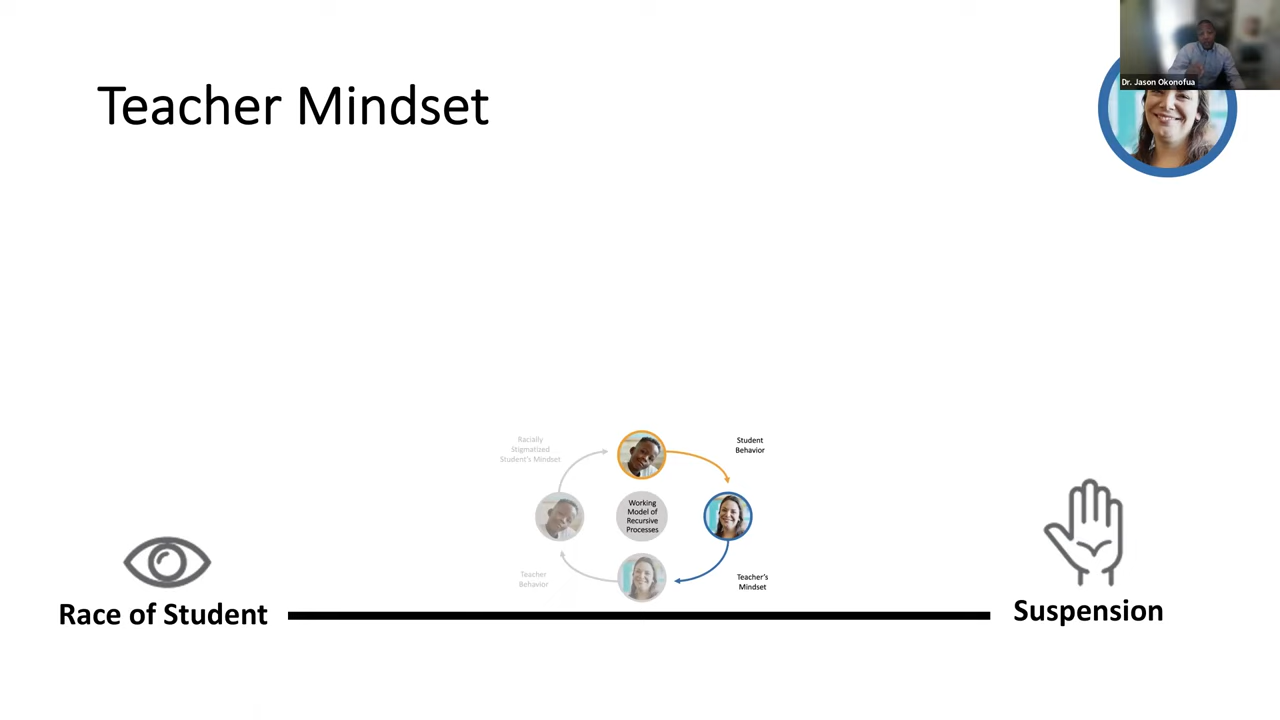 Dr. Jason Okonofua
Teacher Mindset
Racially
Stigmatized
Student's Mindset
Student
Behavior
Working
Model of
Recursive
Processes
Teacher
Behavior
Teacher's
Mindset
Race of Student
Suspension